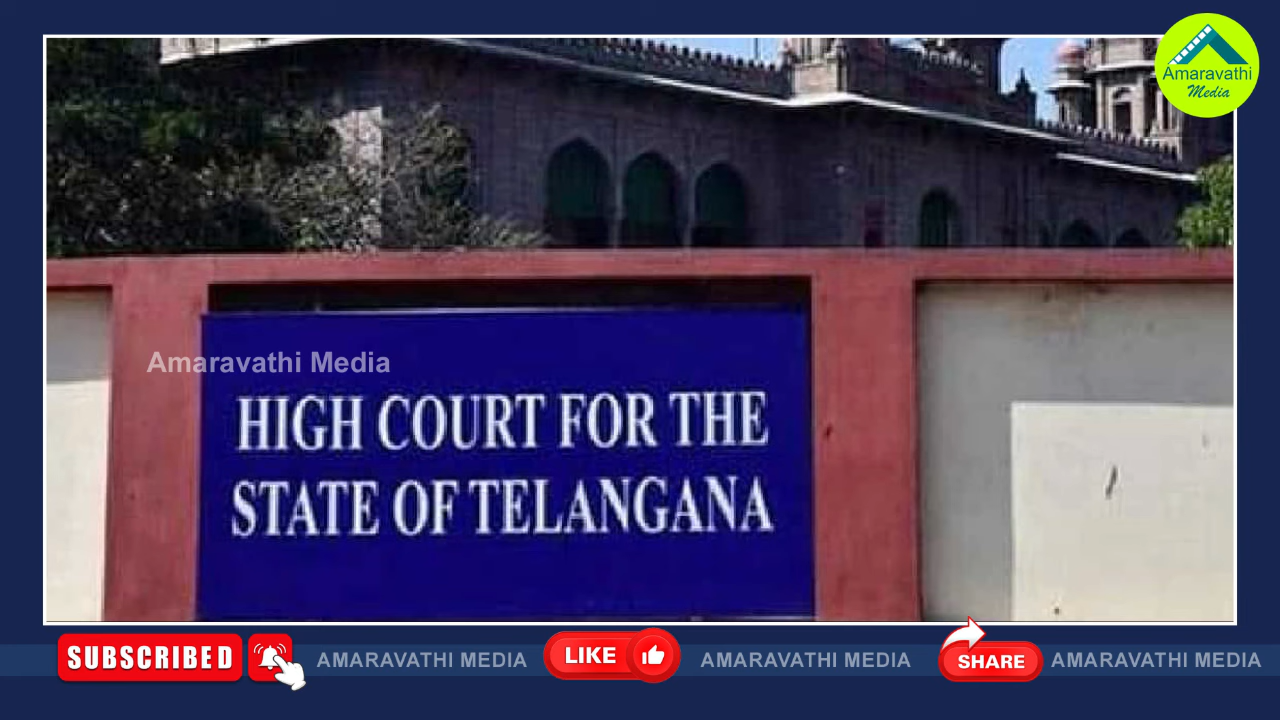 Amaravathi
Media
Amaravathi Media
HIGH COURT FOR THE
STATE OF TELANGANA
SUBSCRIBED
AMARAVATHI MEDIA
LIKE
AMARAVATHI MEDIA
SHARE
AMARAVATHI MEDIA